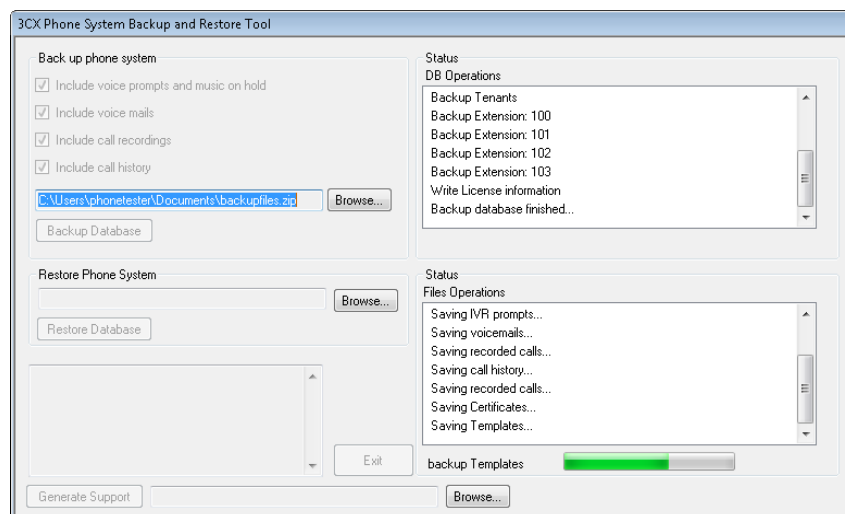 3CX Phone System Backup and Restore Tool
Back up phone system
Include voice prompts and music on hold
Include voice mails
Include call recordings
Include call history
C:\Users\phonetester\Documents\backupfiles.zip
Browse...
Backup Database
Status
DB Operations
Backup Tenants
Backup Extension: 100
Backup Extension: 101
Backup Extension: 102
Backup Extension: 103
Write License information
Backup database finished...
Restore Phone System
Browse...
Restore Database
Status
Files Operations
Saving IVR prompts...
Saving voicemails...
Saving recorded calls...
Saving call history...
Saving recorded calls...
Saving Certificates...
Saving Templates...
Exit
backup Templates
Generate Support
Browse...